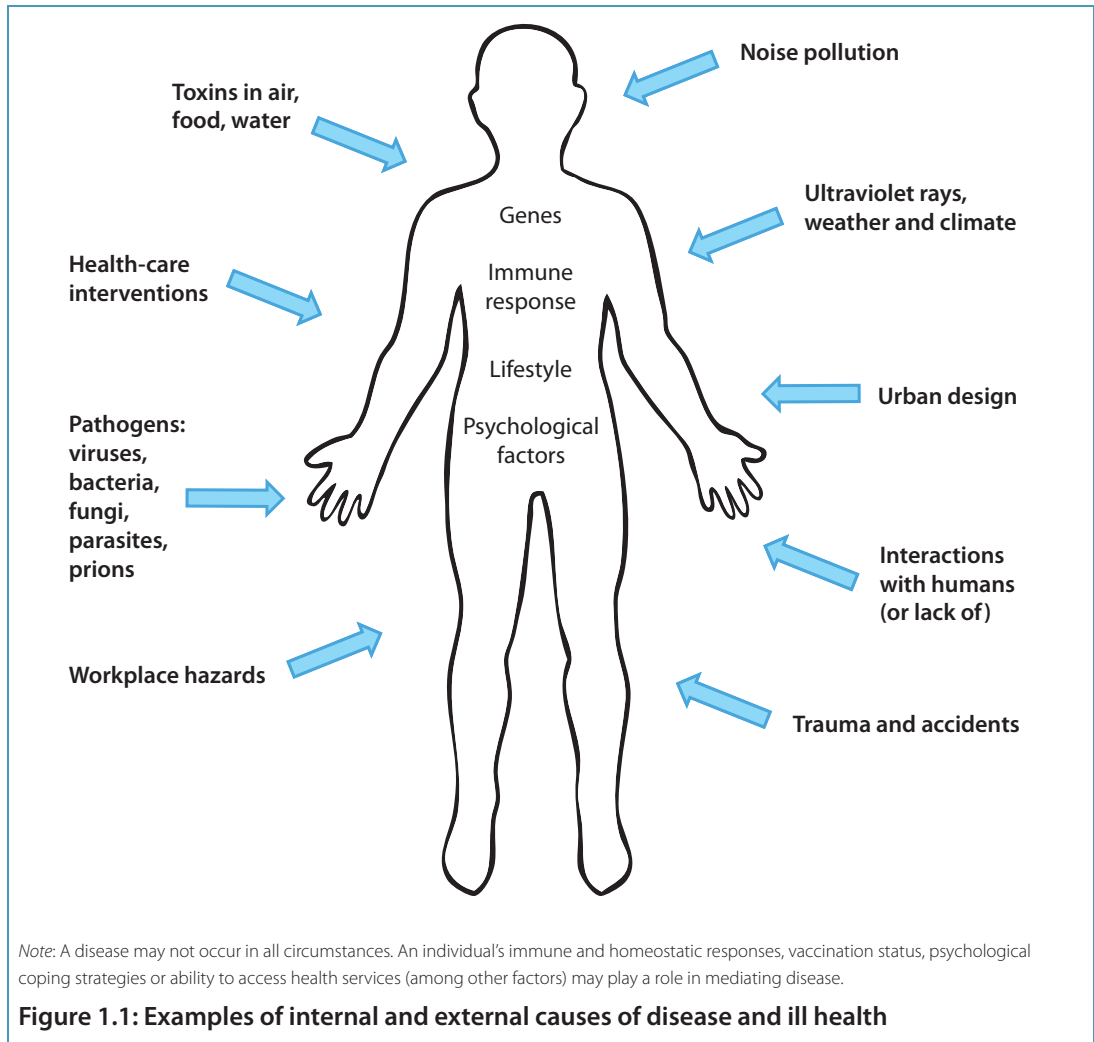 Noise pollution
Toxins in air,
food, water
Ultraviolet rays,
weather and climate
Genes
Health-care
interventions
Immune
response
Lifestyle
Urban design
Pathogens:
viruses,
bacteria,
fungi,
parasites,
prions
Psychological
factors
Interactions
with humans
(or lack of)
Workplace hazards
Trauma and accidents
Note: A disease may not occur in all circumstances. An individual's immune and homeostatic responses, vaccination status, psychological
coping strategies or ability to access health services (among other factors) may play a role in mediating disease.
Figure 1.1: Examples of internal and external causes of disease and ill health